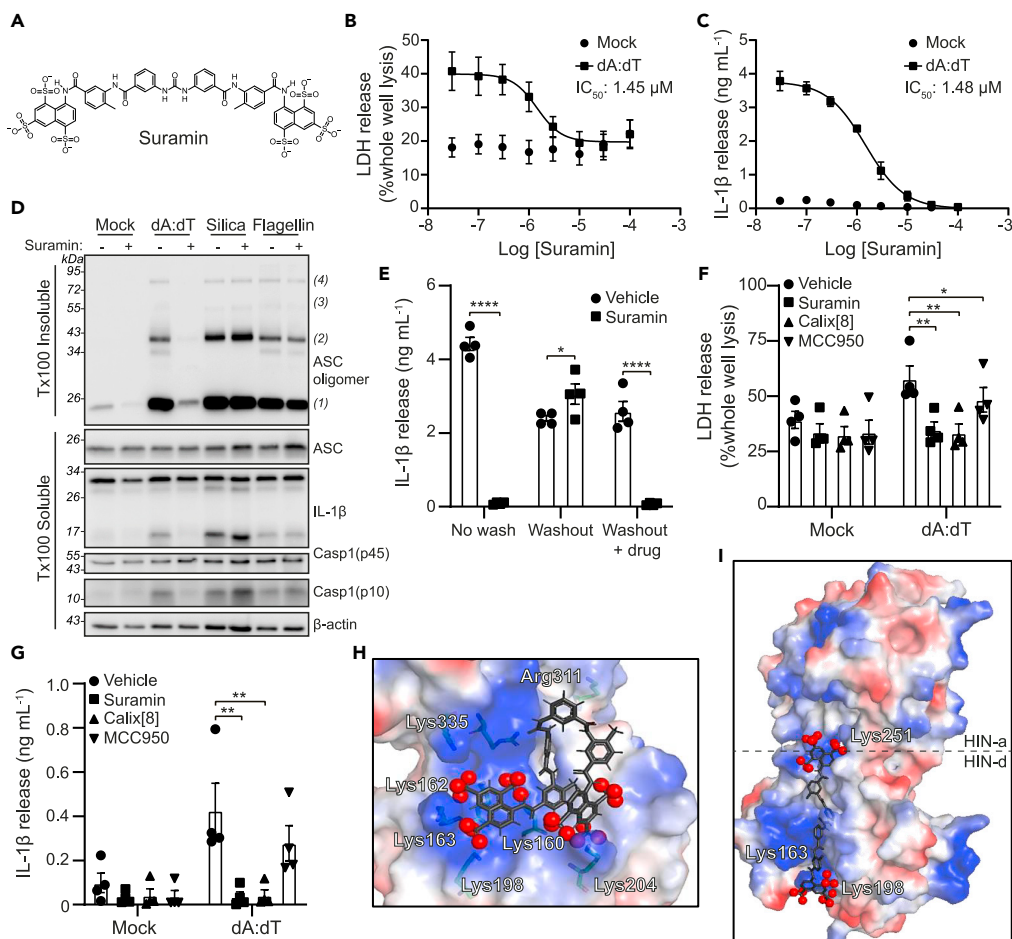 A
SO₃⁻
Suramin
B
LDH release
(%whole well lysis)
50
40
30
20
10
0
Mock
dA:dT
IC50: 1.45 µM
-8 -7 -6 -5 -4 -3
Log [Suramin]
C
IL-1β release (ng mL-1)
5
4
3
2
1
0
Mock
dA:dT
IC50: 1.48 µM
-8 -7 -6 -5 -4 -3
Log [Suramin]
D
Mock dA:dT Silica Flagellin
Suramin: - + - + - + - +
kDa
Tx100 Insoluble
95
72
55
43
34
26
(4)
(3)
(2)
ASC
oligomer
(1)
Tx100 Soluble
26
ASC
34
26
IL-1β
17
55
43
Casp1(p45)
10
Casp1(p10)
43
β-actin
E
IL-1β release (ng mL-1)
6
4
2
0
Vehicle
Suramin
****
*
****
No wash
Washout
Washout
+ drug
F
LDH release
(%whole well lysis)
100
75
50
25
0
Vehicle
Suramin
Calix[8]
MCC950
*
**
**
Mock
dA:dT
G
IL-1β release (ng mL-1)
1.0
0.8
0.6
0.4
0.2
0
Vehicle
Suramin
Calix[8]
MCC950
**
**
Mock
dA:dT
H
Arg311
Lys335
Lys162
Lys163
Lys160
Lys198
Lys204
I
Lys251
HIN-a
HIN-d
Lys163
Lys198